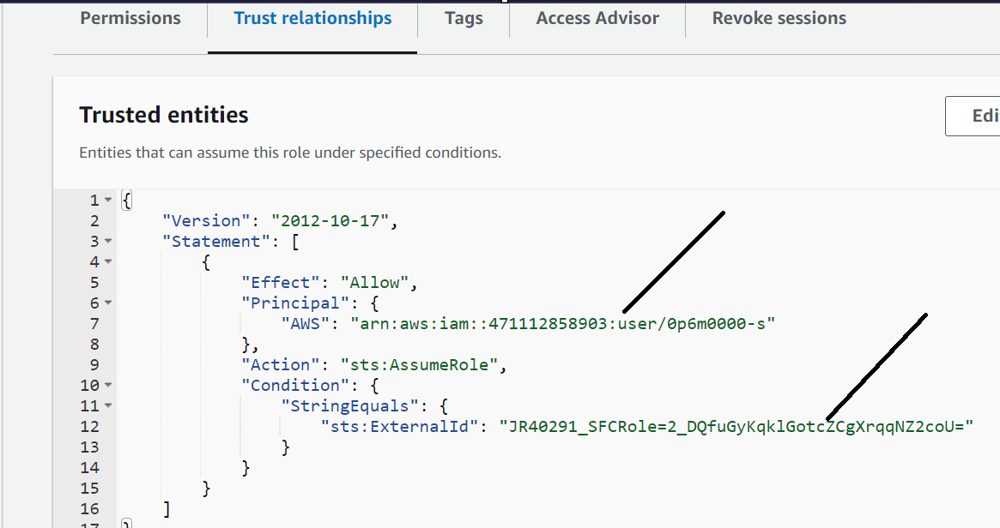 Permissions Trust relationships Tags Access Advisor Revoke sessions
Trusted entities
Edi
Entities that can assume this role under specified conditions.
1 {
2 "Version": "2012-10-17",
3 "Statement": [
4 {
5 "Effect": "Allow",
6 "Principal": {
7 "AWS": "arn:aws:iam::471112858903:user/0p6m0000-s"
8 },
9 "Action": "sts:AssumeRole",
10 "Condition": {
11 "StringEquals": {
12 "sts:ExternalId": "JR40291_SFCRole=2_DQfuGyKqklGotcZCgXrqqNZ2coU="
13 }
14 }
15 }
16 ]
17 }